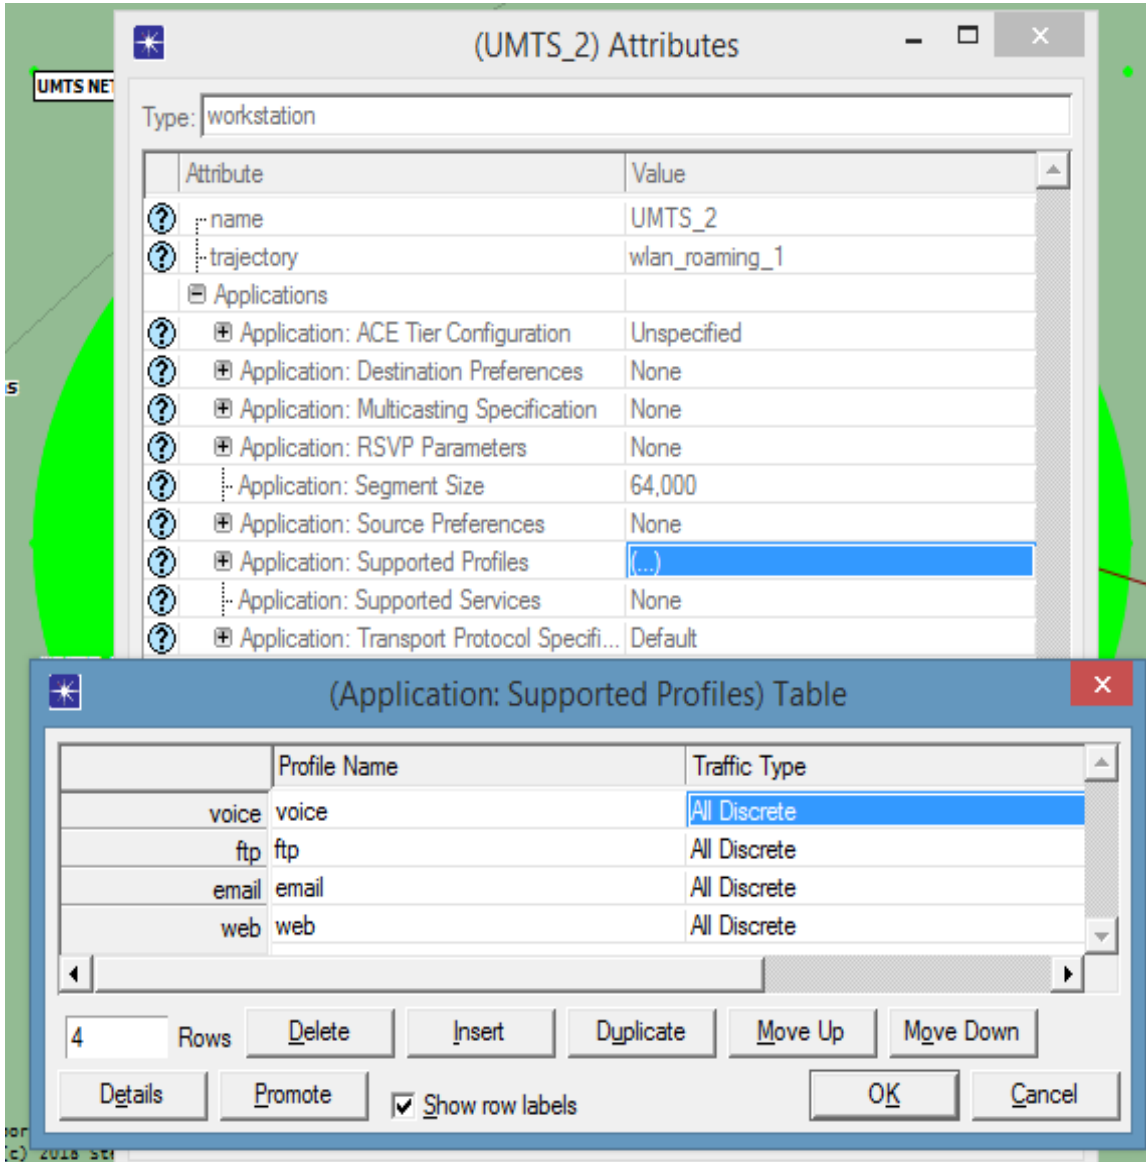 (UMTS_2) Attributes
UMTS NET
Type: workstation
Attribute Value
name UMTS_2
trajectory wlan_roaming_1
Applications
Application: ACE Tier Configuration Unspecified
Application: Destination Preferences None
Application: Multicasting Specification None
Application: RSVP Parameters None
Application: Segment Size 64,000
Application: Source Preferences None
Application: Supported Profiles (...)
Application: Supported Services None
Application: Transport Protocol Specifi... Default
(Application: Supported Profiles) Table
Profile Name Traffic Type
voice voice All Discrete
ftp ftp All Discrete
email email All Discrete
web web All Discrete
4 Rows Delete Insert Duplicate Move Up Move Down
Details Promote Show row labels OK Cancel
(c) 2018